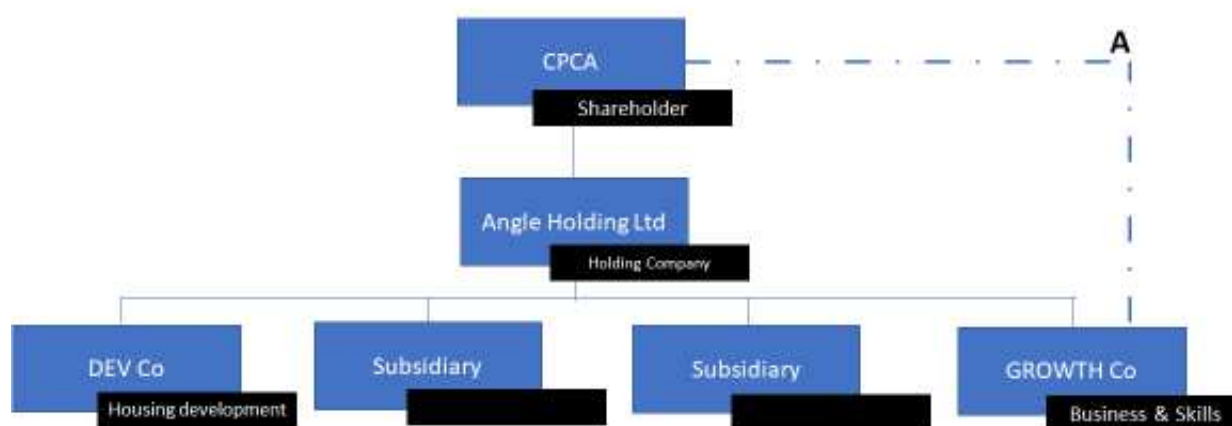 CPCA
A
Shareholder
Angle Holding Ltd
Holding Company
DEV Co
Subsidiary
Subsidiary
GROWTH Co
Housing development
Business & Skills